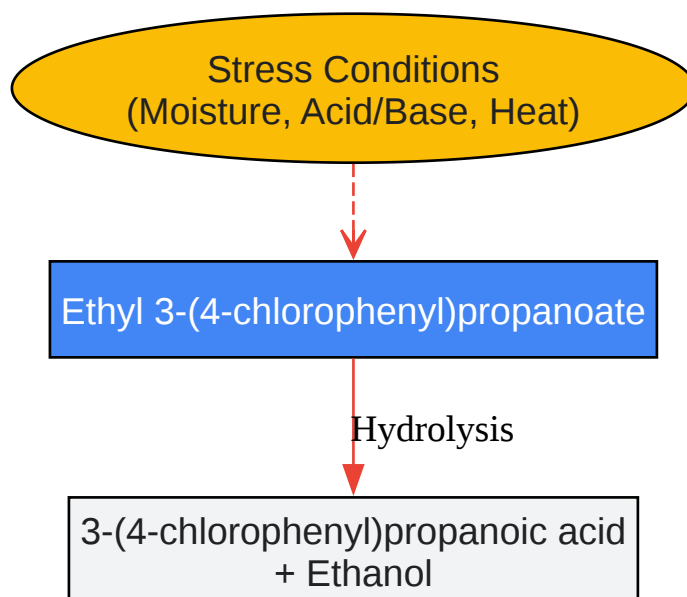 Stress Conditions
(Moisture, Acid/Base, Heat)
Ethyl 3-(4-chlorophenyl)propanoate
Hydrolysis
3-(4-chlorophenyl)propanoic acid
+ Ethanol